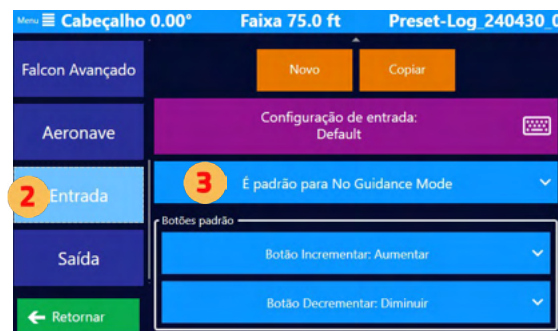 Menu Cabeçalho 0.00° Faixa 75.0 ft Preset-Log_240430_0
Falcon Avançado
Novo Copiar
Aeronave
Configuração de entrada:
Default
2 Entrada
3 É padrão para No Guidance Mode
Botões padrão
Saída
Botão Incrementar: Aumentar
Botão Decrementar: Diminuir
Retornar